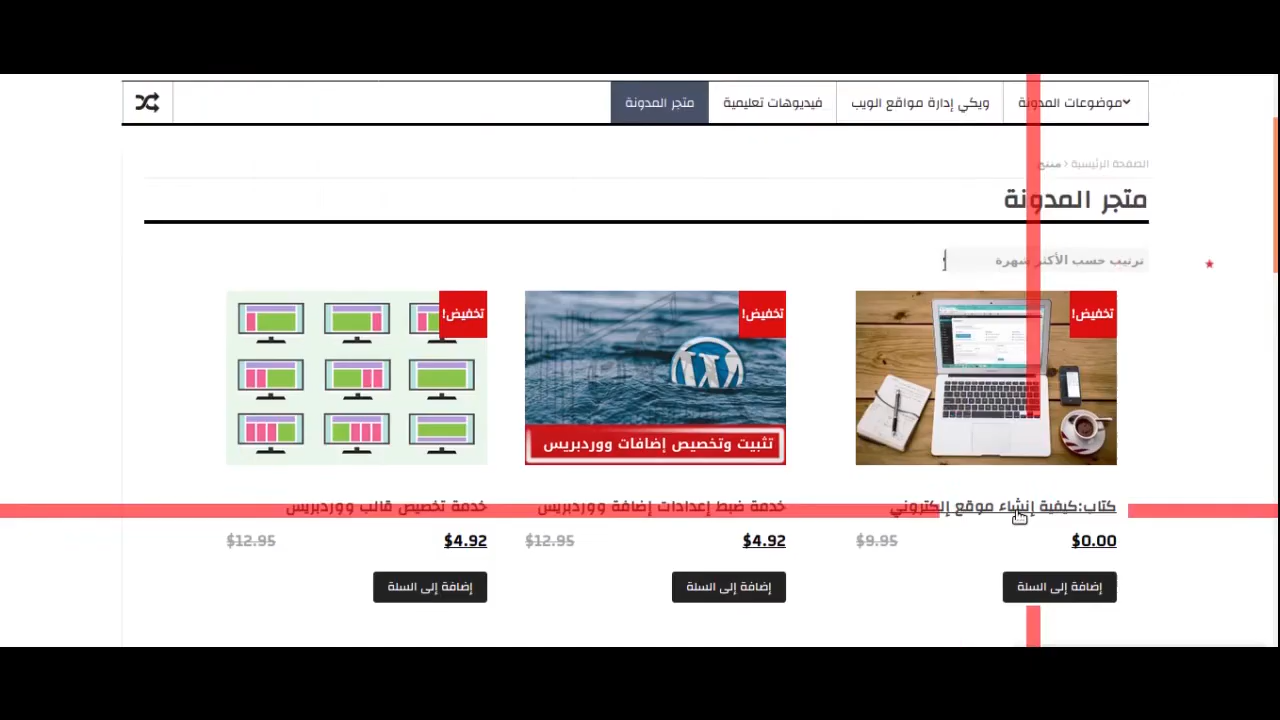 موضوعات المدونة
ويكي إدارة مواقع الويب
فيديوهات تعليمية
متجر المدونة
الصفحة الرئيسية › منتج
متجر المدونة
ترتيب حسب الأكثر شهرة
تخفيض!
تخفيض!
تخفيض!
تثبيت وتخصيص إضافات ووردبريس
كتاب:كيفية إنشاء موقع إلكتروني
$0.00 $9.95
إضافة إلى السلة
خدمة ضبط إعدادات إضافة ووردبريس
$4.92 $12.95
إضافة إلى السلة
خدمة تخصيص قالب ووردبريس
$4.92 $12.95
إضافة إلى السلة